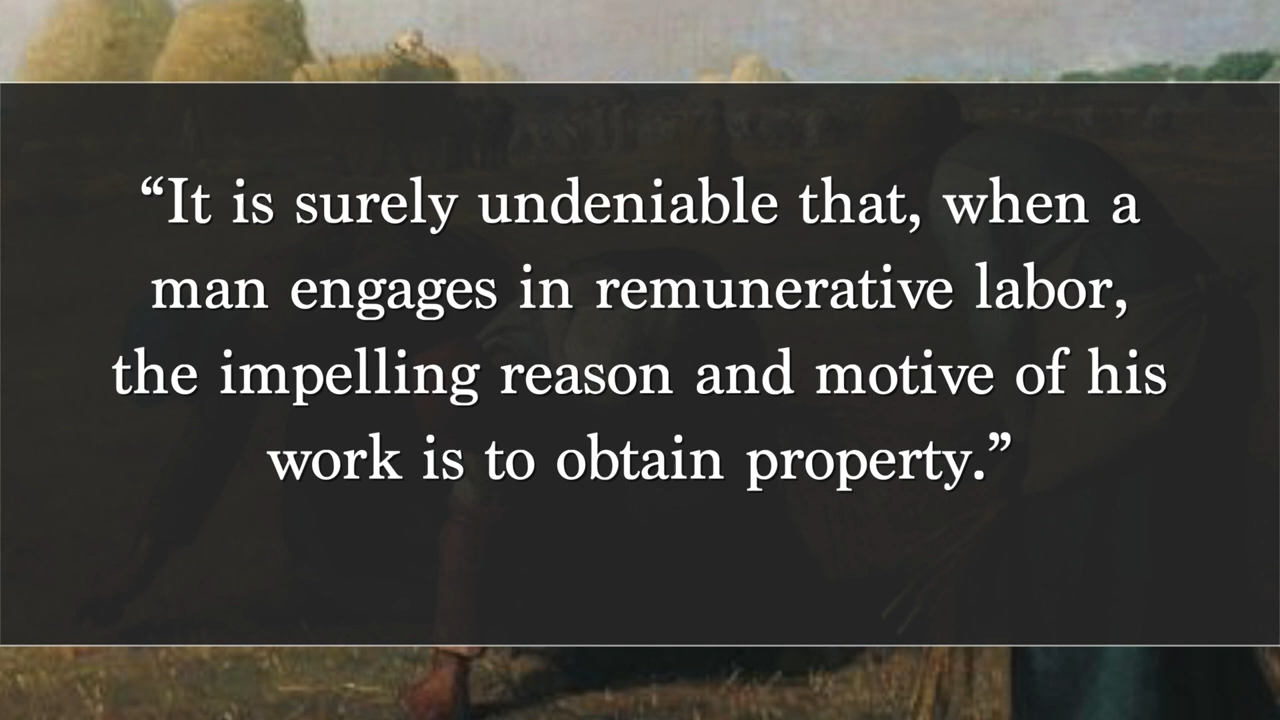 “It is surely undeniable that, when a
man engages in remunerative labor,
the impelling reason and motive of his
work is to obtain property.”